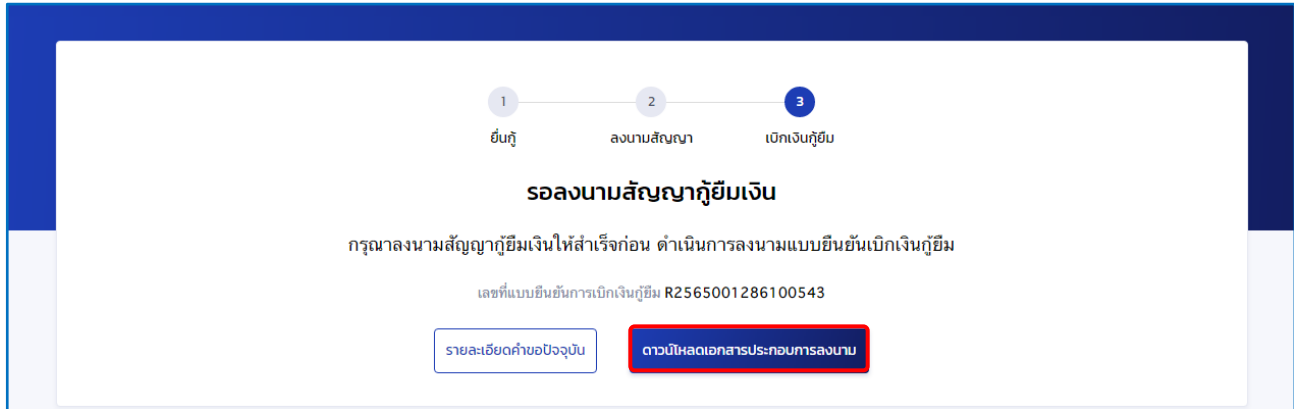 1 2 3
ยื่นกู้ ลงนามสัญญา เบิกเงินกู้ยืม
รอลงนามสัญญากู้ยืมเงิน
กรุณาลงนามสัญญากู้ยืมเงินให้สำเร็จก่อน ดำเนินการลงนามแบบยืนยันเบิกเงินกู้ยืม
เลขที่แบบยืนยันการเบิกเงินกู้ยืม R2565001286100543
รายละเอียดคำขอปัจจุบัน ดาวน์โหลดเอกสารประกอบการลงนาม